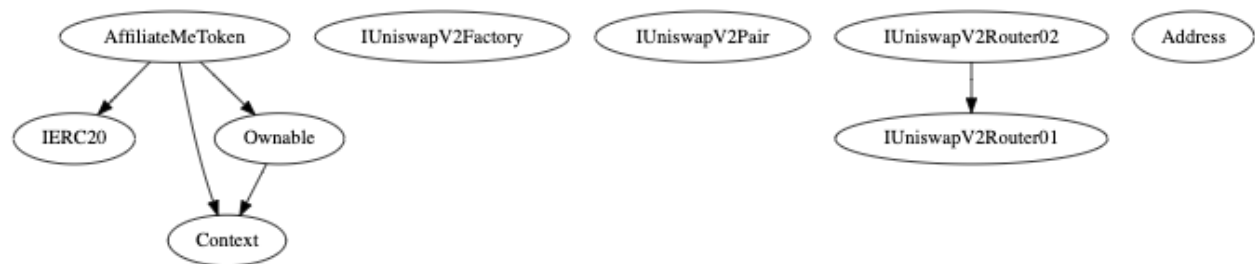 AffiliateMeToken
IUniswapV2Factory
IUniswapV2Pair
IUniswapV2Router02
Address
IERC20
Ownable
IUniswapV2Router01
Context